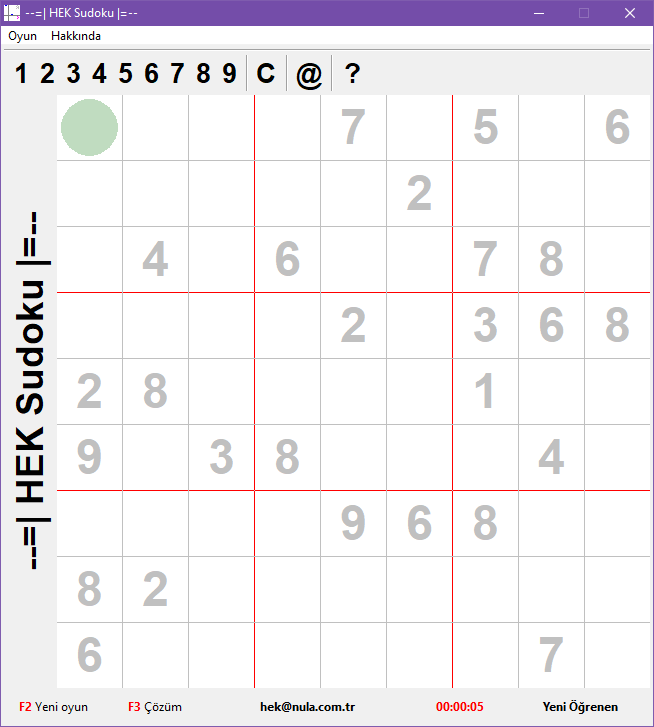 --=| HEK Sudoku |=--
Oyun Hakkında
1 2 3 4 5 6 7 8 9 C @ ?
--=| HEK Sudoku |=--
7 5 6
2
4 6 7 8
2 3 6 8
2 8 1
9 3 8 4
9 6 8
8 2
6 7
F2 Yeni oyun F3 Çözüm hek@nula.com.tr 00:00:05 Yeni Öğrenen